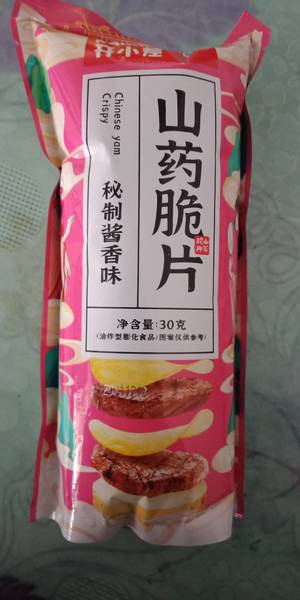 山药脆片
Chinese yam
Crispy
秘制酱香味
净含量:30克
(油炸型膨化食品/图案仅供参考)